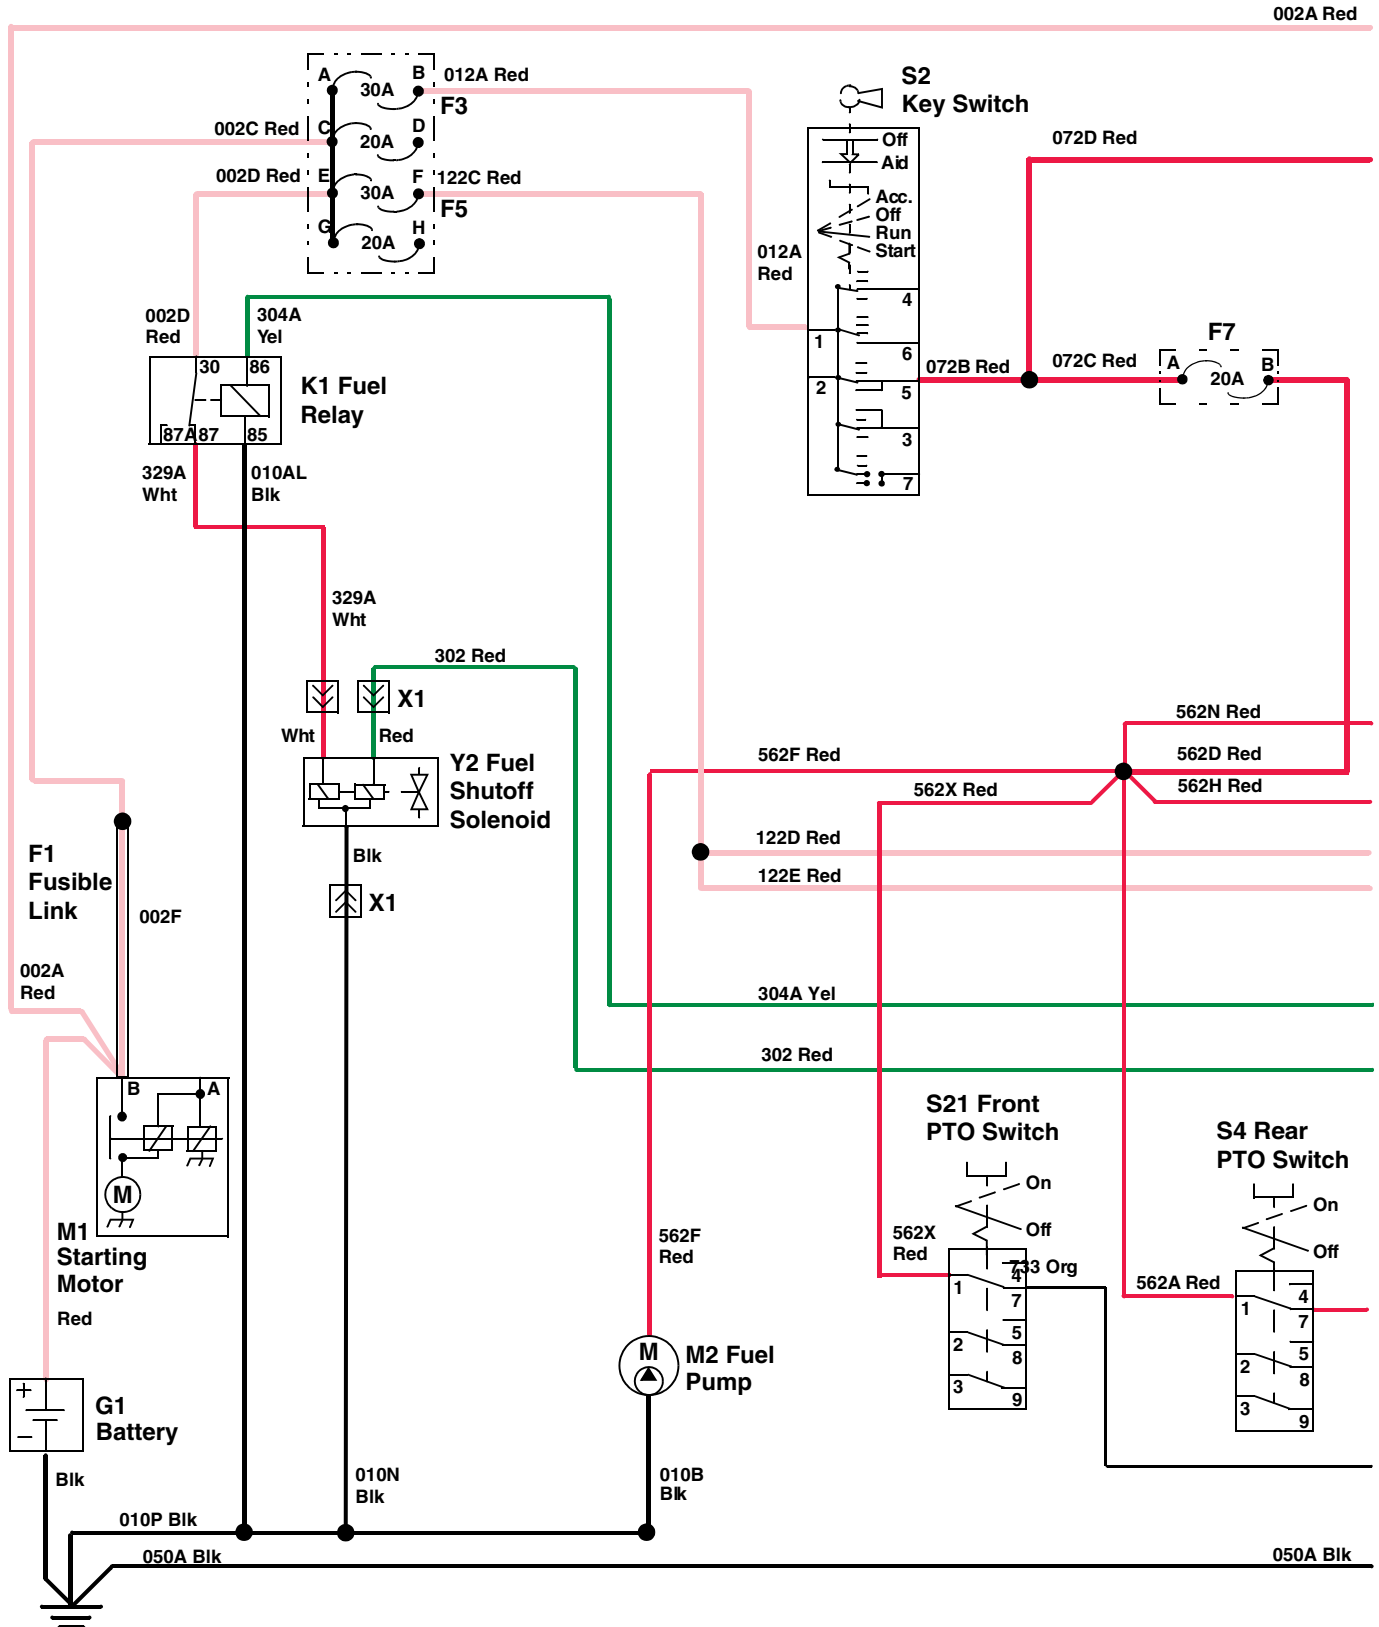 002A Red
A
B
30A
012A Red
F3
002C Red
C
D
20A
002D Red
E
F
30A
122C Red
F5
G
H
20A
S2
Key Switch
Off
Aid
Acc.
Off
Run
Start
012A
Red
1
2
4
6
5
3
7
072D Red
072B Red
072C Red
F7
A
B
20A
002D
Red
304A
Yel
30
86
87A
87
85
K1 Fuel
Relay
329A
Wht
010AL
Blk
329A
Wht
302 Red
X1
Wht
Red
Y2 Fuel
Shutoff
Solenoid
Blk
X1
562N Red
562F Red
562D Red
562X Red
562H Red
122D Red
122E Red
F1
Fusible
Link
002F
002A
Red
304A Yel
302 Red
B
A
M
M1
Starting
Motor
Red
G1
Battery
+
–
Blk
S21 Front
PTO Switch
On
Off
562X
Red
733 Org
1
4
7
2
5
8
3
9
S4 Rear
PTO Switch
On
Off
562A Red
1
4
7
2
5
8
3
9
562F
Red
M
M2 Fuel
Pump
010N
Blk
010B
Blk
010P Blk
050A Blk
050A Blk